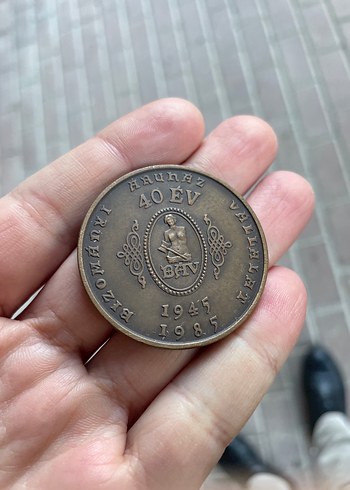 BIZOMÁNYI ÁRUHÁZ VÁLLALAT
40 ÉV
BÁV
1945
1985